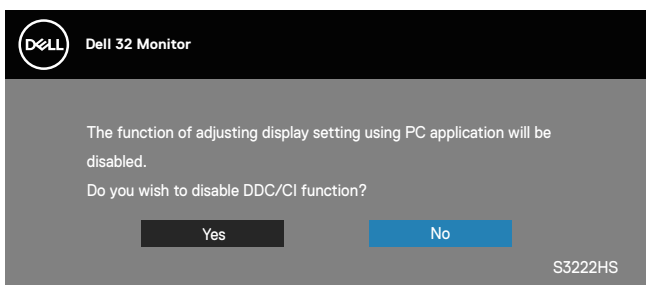 DELL
Dell 32 Monitor
The function of adjusting display setting using PC application will be
disabled.
Do you wish to disable DDC/CI function?
Yes No
S3222HS